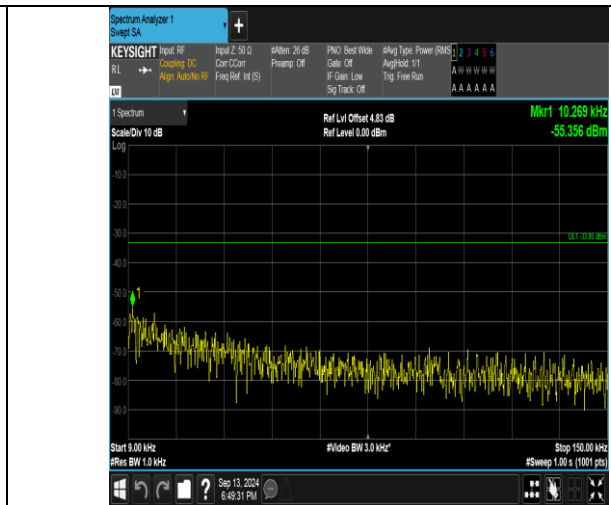 Spectrum Analyzer 1
Swept SA
+
KEYSIGHT
RL
Input: RF
Coupling: DC
Align: Auto/No RF
Input Z: 50 Ω
Corr CCorr
Freq Ref: Int (S)
#Atten: 26 dB
Preamp: Off
PNO: Best Wide
Gate: Off
IF Gain: Low
Sig Track: Off
#Avg Type: Power (RMS
Avg|Hold: 1/1
Trig: Free Run
1 2 3 4 5 6
A W W W W W
A A A A A A
LXI
1 Spectrum
Scale/Div 10 dB
Ref Lvl Offset 4.83 dB
Ref Level 0.00 dBm
Mkr1 10.269 kHz
-55.356 dBm
Log
-10.0
-20.0
-30.0
DL1 -33.00 dBm
-40.0
-50.0
1
-60.0
-70.0
-80.0
-90.0
Start 9.00 kHz
#Res BW 1.0 kHz
#Video BW 3.0 kHz*
Stop 150.00 kHz
#Sweep 1.00 s (1001 pts)
?
Sep 13, 2024
6:49:31 PM